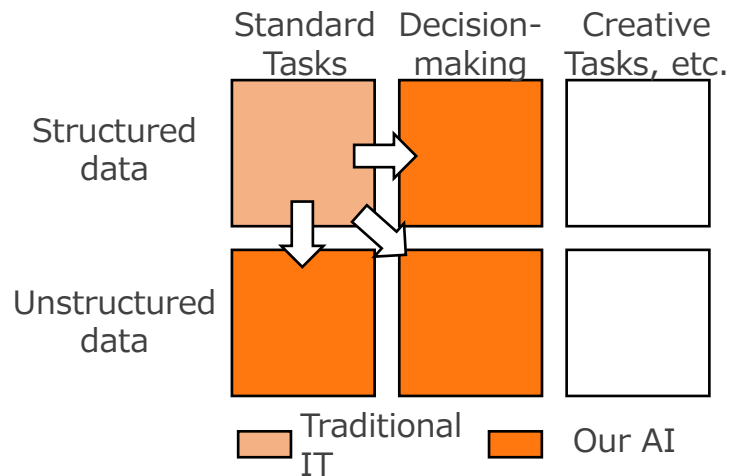 Standard
Tasks
Decision-
making
Creative
Tasks, etc.
Structured
data
Unstructured
data
Traditional
IT
Our AI